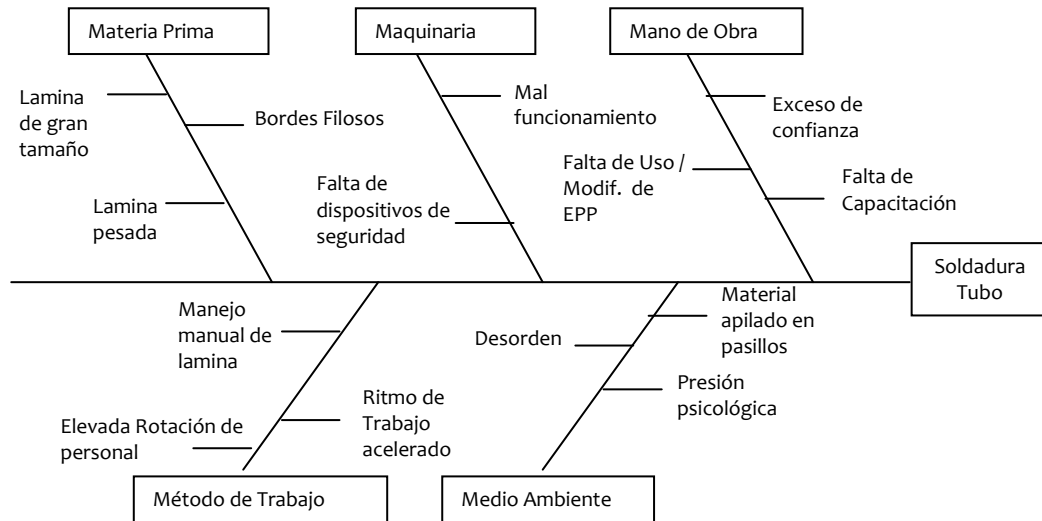 Materia Prima
Maquinaria
Mano de Obra
Lamina
de gran
tamaño
Bordes Filosos
Lamina
pesada
Mal
funcionamiento
Falta de
dispositivos de
seguridad
Exceso de
confianza
Falta de Uso /
Modif. de
EPP
Falta de
Capacitación
Soldadura
Tubo
Manejo
manual de
lamina
Elevada Rotación de
personal
Ritmo de
Trabajo
acelerado
Desorden
Material
apilado en
pasillos
Presión
psicológica
Método de Trabajo
Medio Ambiente